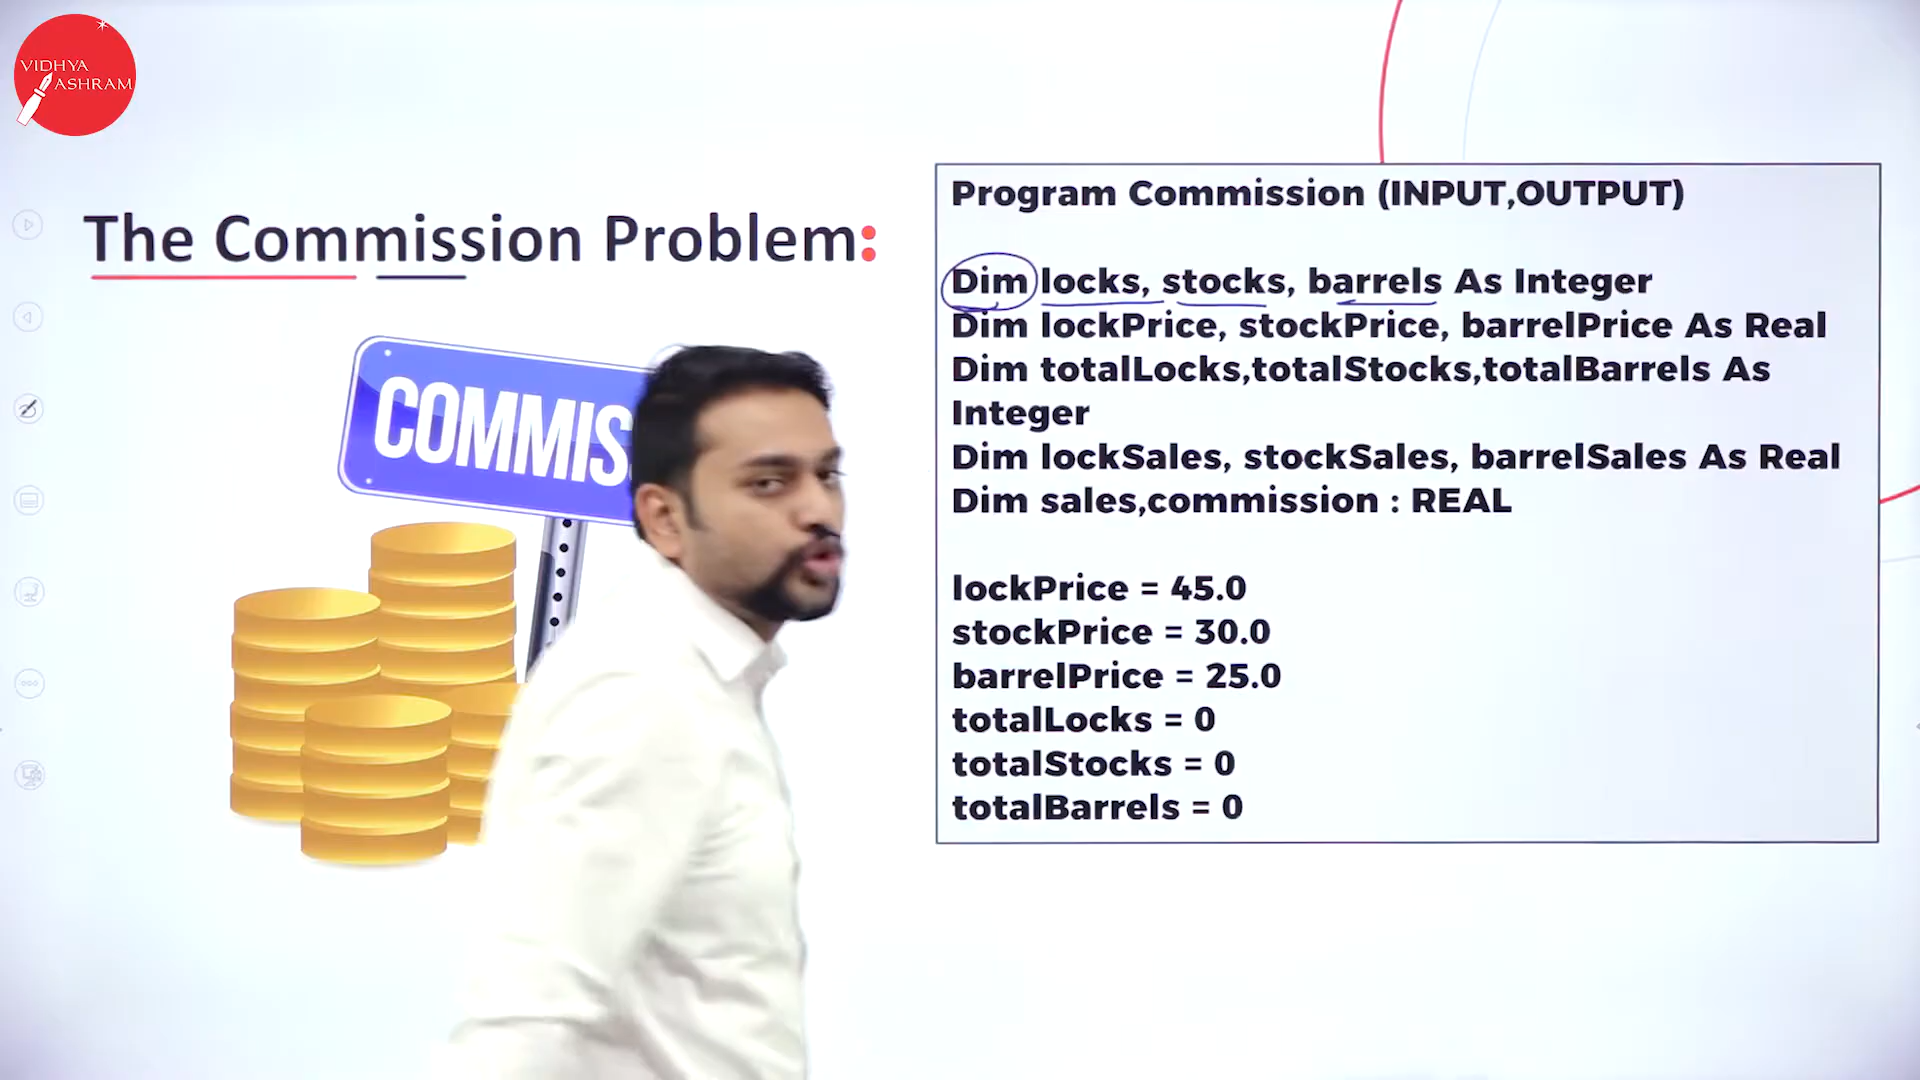 VIDHYA
ASHRAM
The Commission Problem:
COMMIS
Program Commission (INPUT,OUTPUT)
Dim locks, stocks, barrels As Integer
Dim lockPrice, stockPrice, barrelPrice As Real
Dim totalLocks,totalStocks,totalBarrels As
Integer
Dim lockSales, stockSales, barrelSales As Real
Dim sales,commission : REAL
lockPrice = 45.0
stockPrice = 30.0
barrelPrice = 25.0
totalLocks = 0
totalStocks = 0
totalBarrels = 0